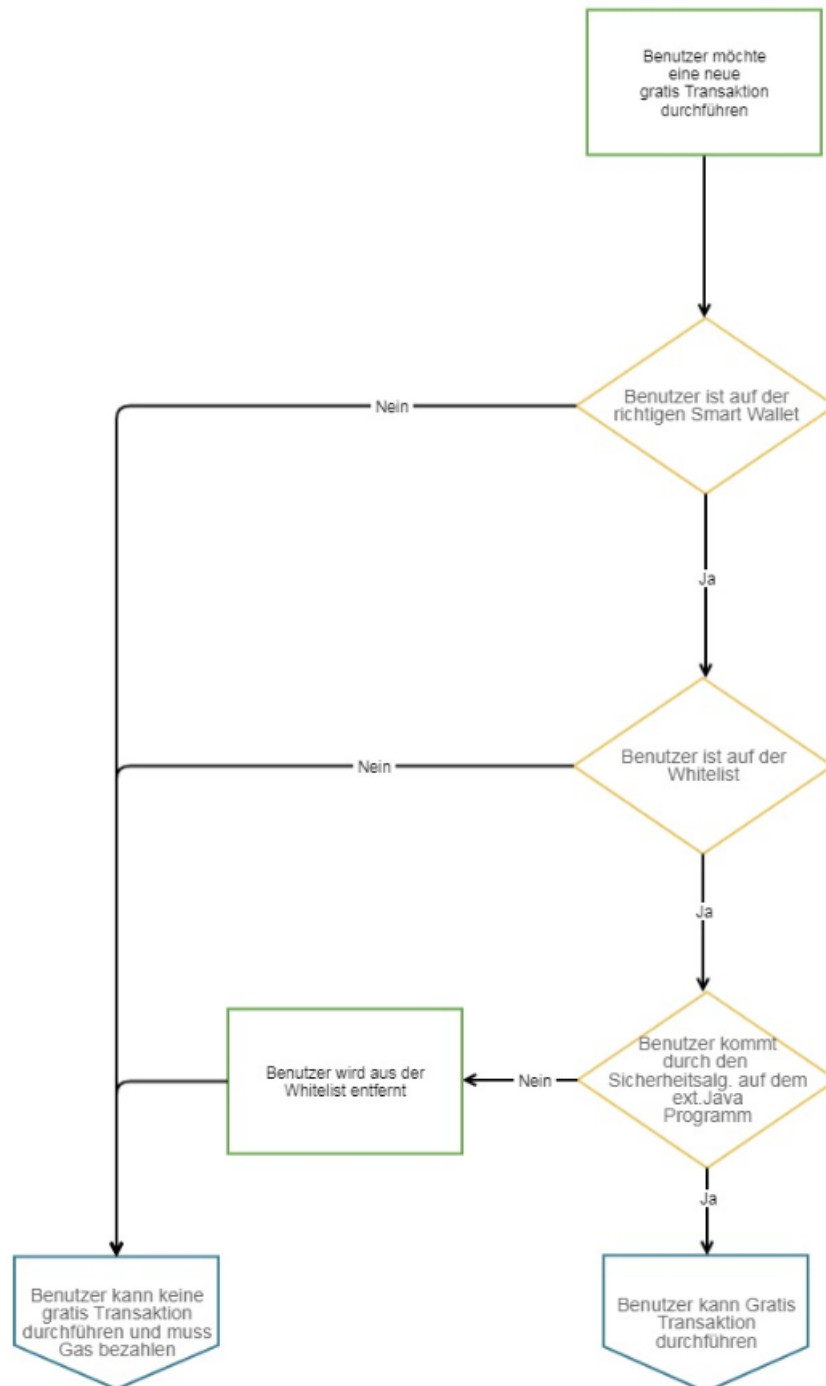 Benutzer möchte
eine neue
gratis Transaktion
durchführen
Benutzer ist auf der
richtigen Smart Wallet
Nein
Ja
Benutzer ist auf der
Whitelist
Nein
Ja
Benutzer kommt
durch den
Sicherheitsalg. auf dem
ext.Java
Programm
Nein
Benutzer wird aus der
Whitelist entfernt
Ja
Benutzer kann keine
gratis Transaktion
durchführen und muss
Gas bezahlen
Benutzer kann Gratis
Transaktion
durchführen